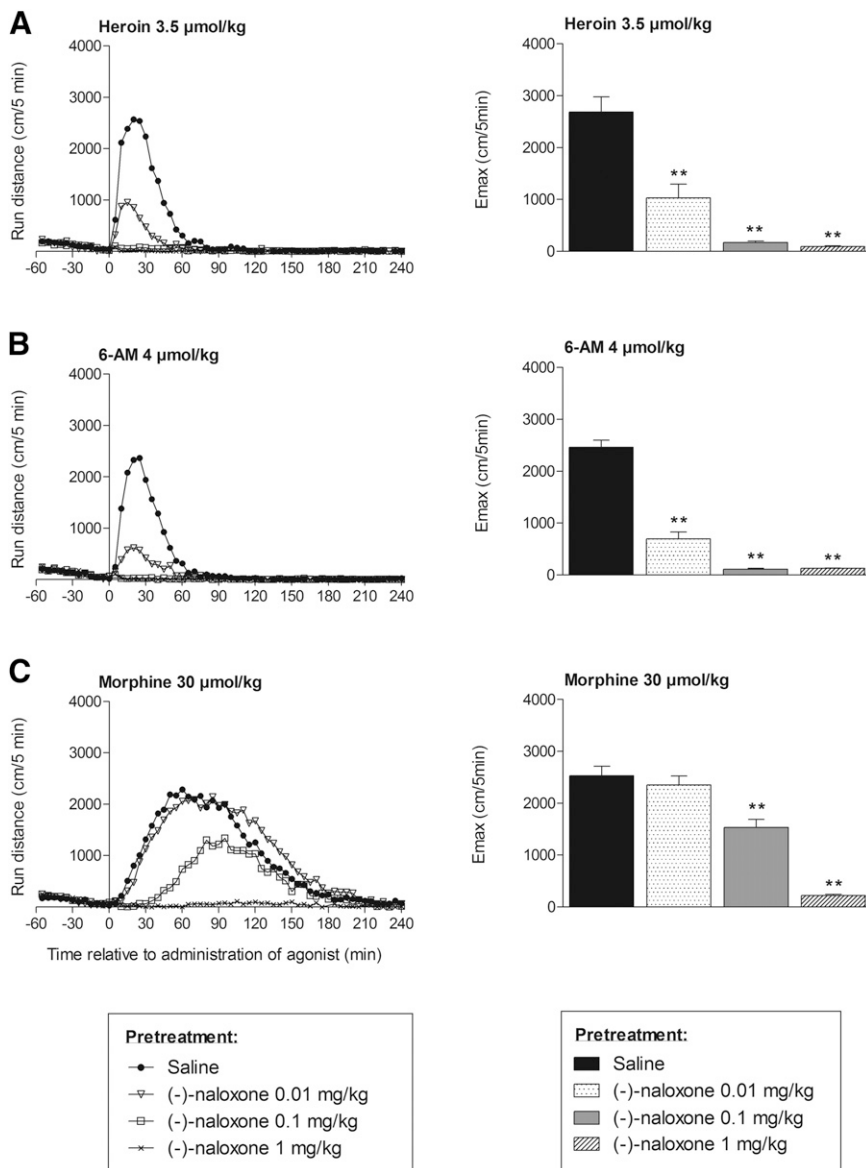 A
Heroin 3.5 µmol/kg
Run distance (cm/5 min)
4000
3000
2000
1000
-60 -30 0 30 60 90 120 150 180 210 240
Heroin 3.5 µmol/kg
Emax (cm/5min)
4000
3000
2000
1000
0
**
**
**
B
6-AM 4 µmol/kg
Run distance (cm/5 min)
4000
3000
2000
1000
-60 -30 0 30 60 90 120 150 180 210 240
6-AM 4 µmol/kg
Emax (cm/5min)
4000
3000
2000
1000
0
**
**
**
C
Morphine 30 µmol/kg
Run distance (cm/5 min)
4000
3000
2000
1000
-60 -30 0 30 60 90 120 150 180 210 240
Time relative to administration of agonist (min)
Morphine 30 µmol/kg
Emax (cm/5min)
4000
3000
2000
1000
0
**
**
Pretreatment:
Saline
(-)-naloxone 0.01 mg/kg
(-)-naloxone 0.1 mg/kg
(-)-naloxone 1 mg/kg
Pretreatment:
Saline
(-)-naloxone 0.01 mg/kg
(-)-naloxone 0.1 mg/kg
(-)-naloxone 1 mg/kg